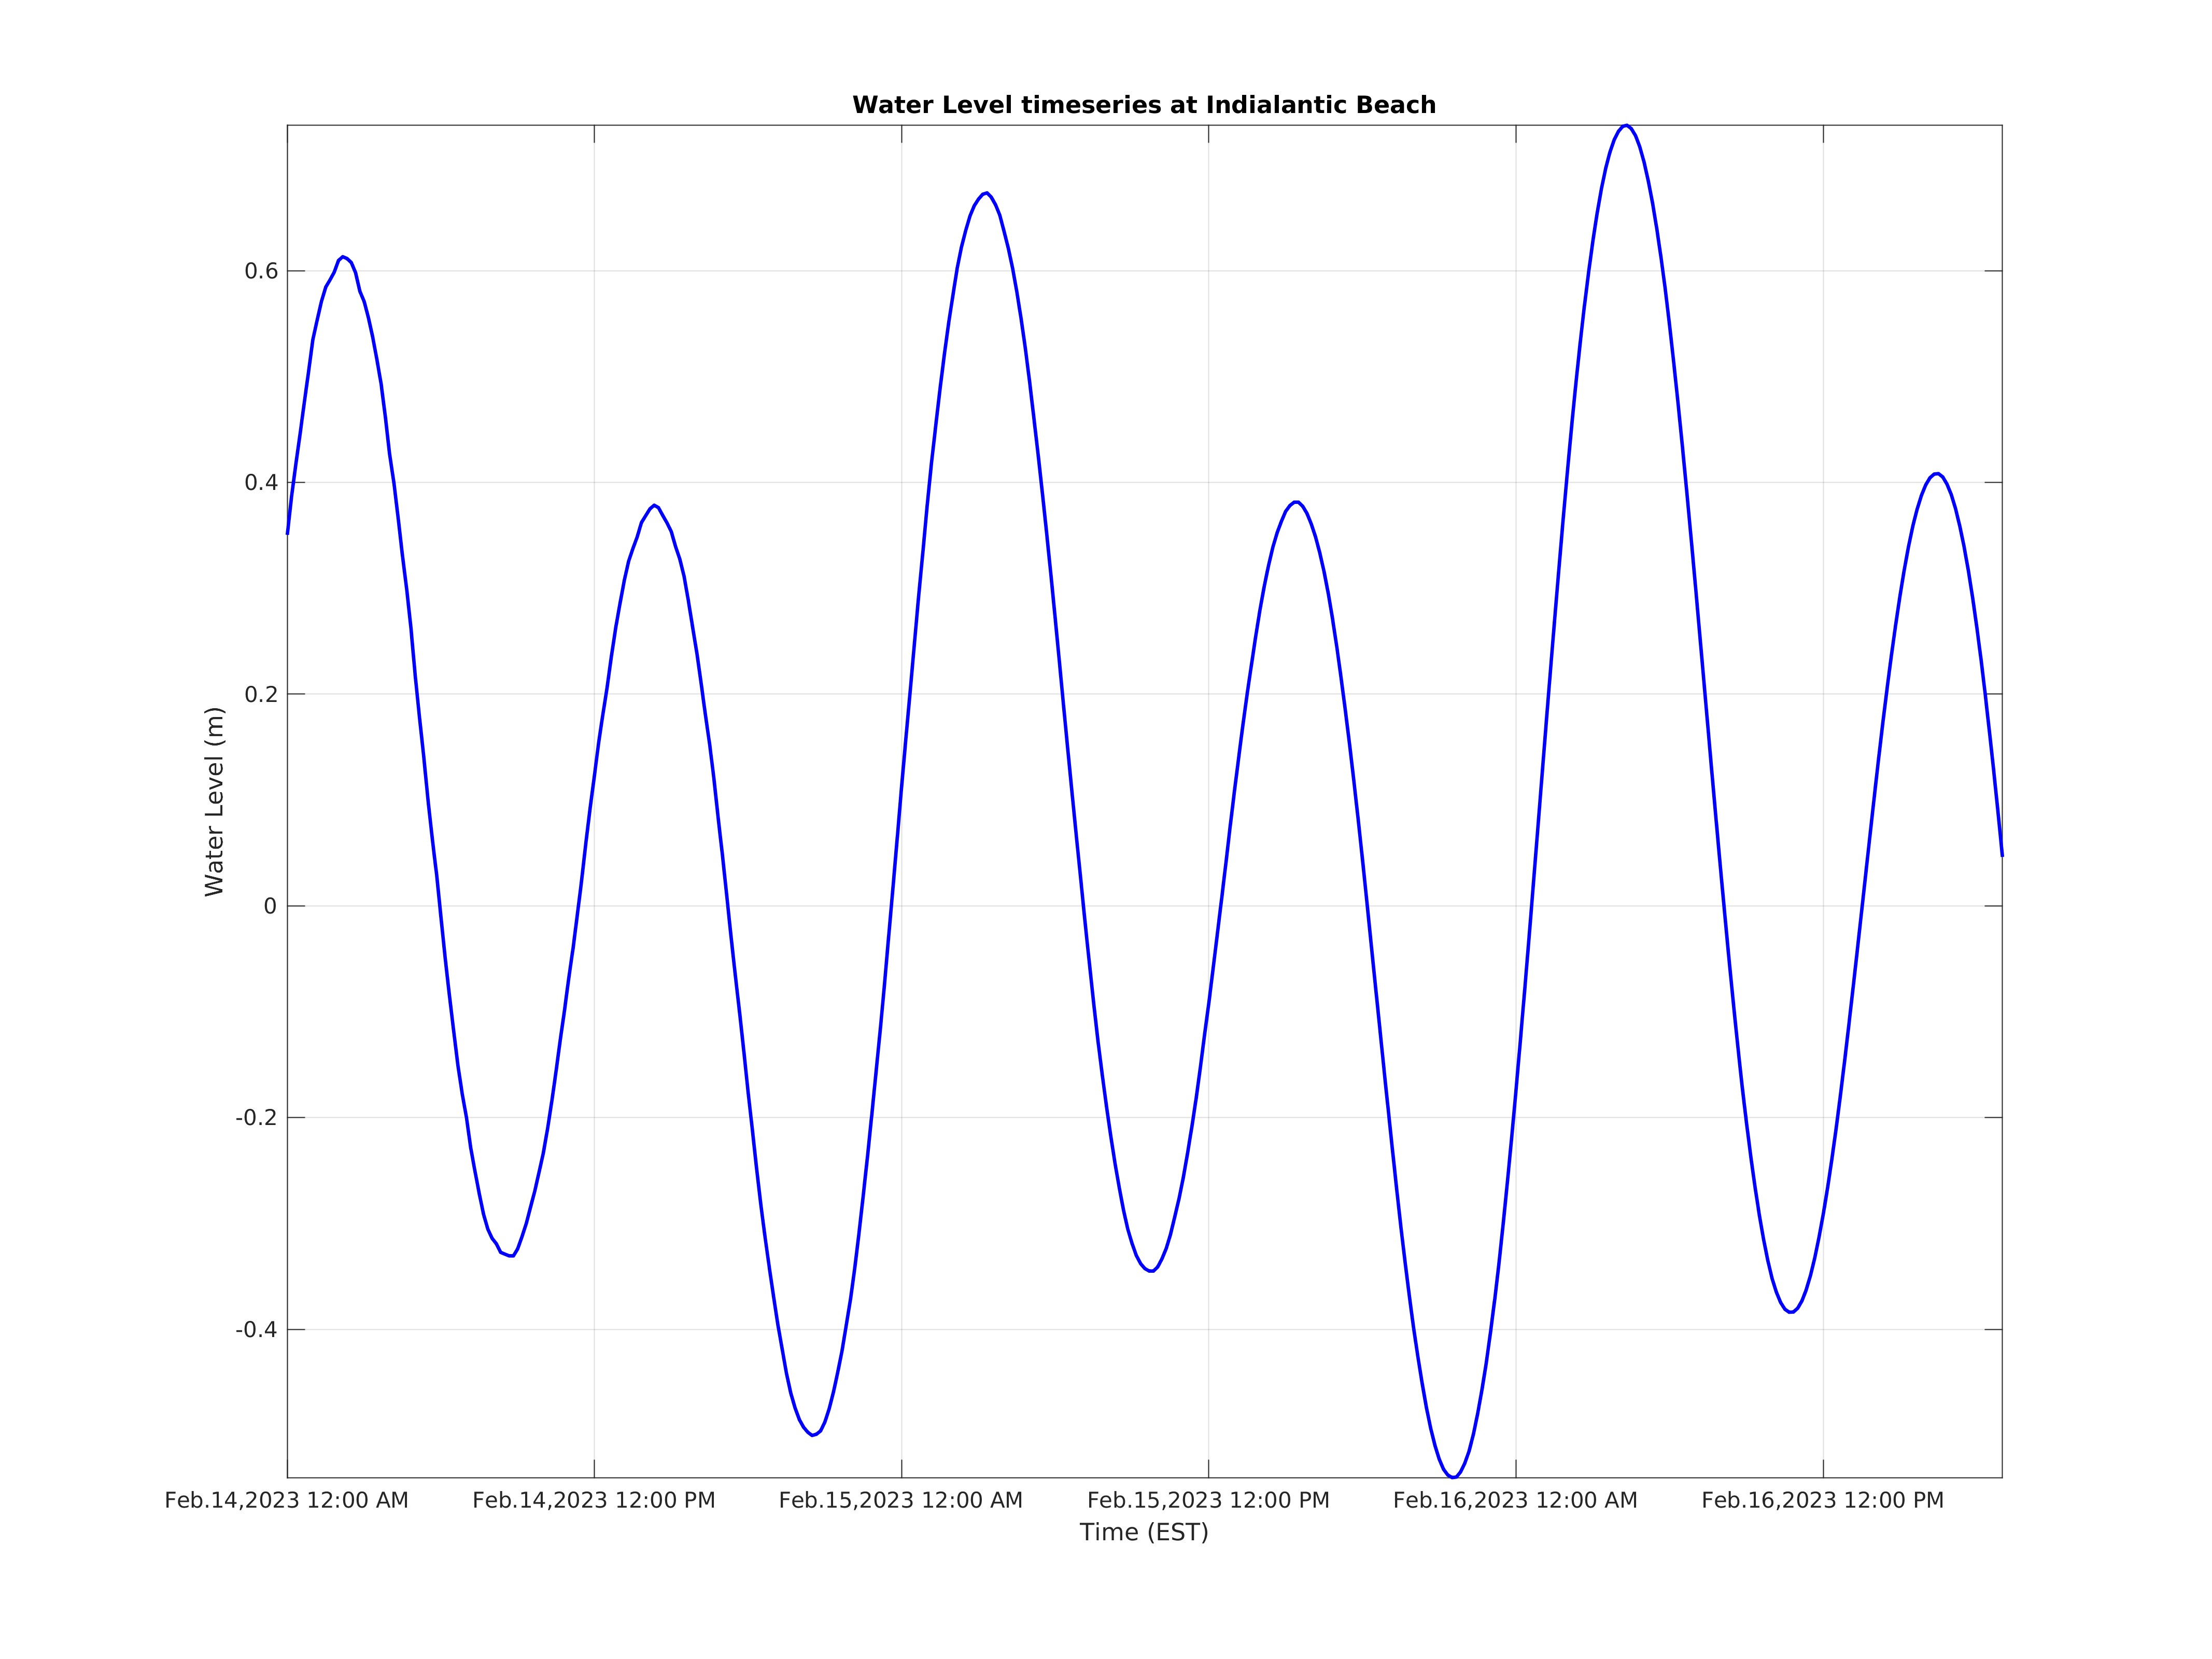 Water Level timeseries at Indialantic Beach
0.6
0.4
0.2
0
-0.2
-0.4
Water Level (m)
Feb.14,2023 12:00 AM
Feb.14,2023 12:00 PM
Feb.15,2023 12:00 AM
Feb.15,2023 12:00 PM
Feb.16,2023 12:00 AM
Feb.16,2023 12:00 PM
Time (EST)